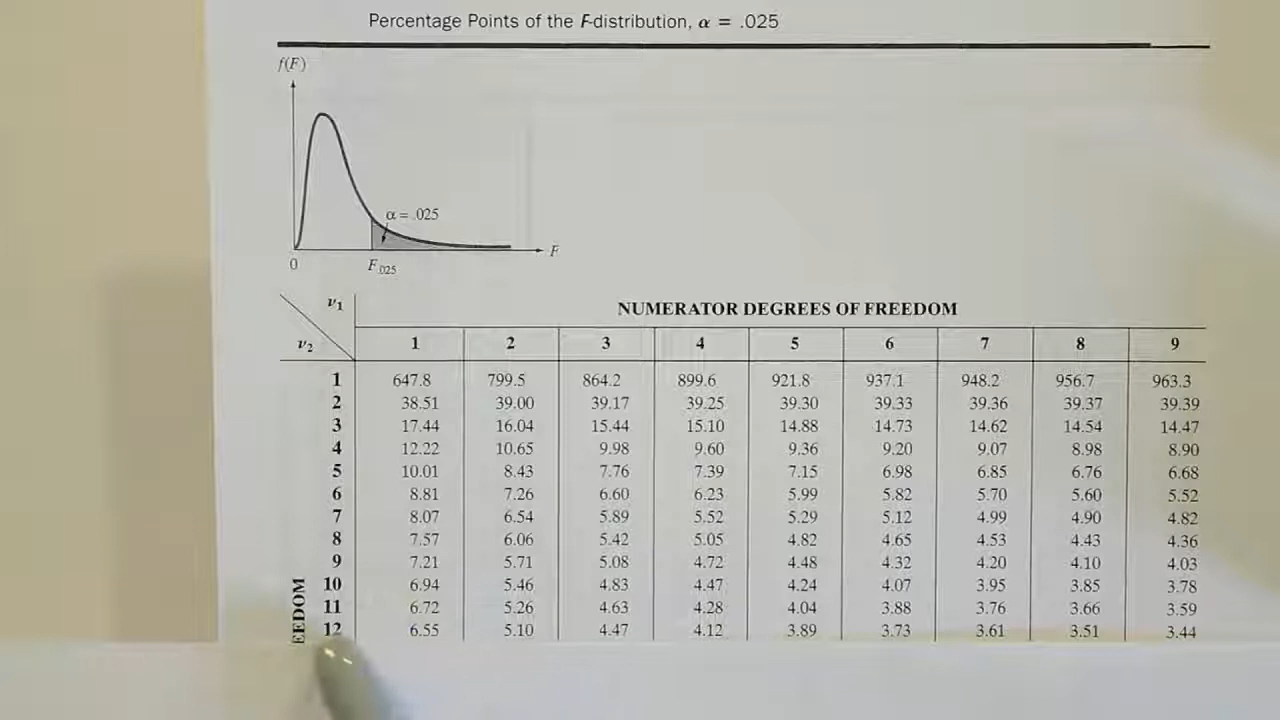 Percentage Points of the F-distribution, α = .025
f(F)
α = .025
F
0
F.025
ν1
NUMERATOR DEGREES OF FREEDOM
ν2 1 2 3 4 5 6 7 8 9
1 647.8 799.5 864.2 899.6 921.8 937.1 948.2 956.7 963.3
2 38.51 39.00 39.17 39.25 39.30 39.33 39.36 39.37 39.39
3 17.44 16.04 15.44 15.10 14.88 14.73 14.62 14.54 14.47
4 12.22 10.65 9.98 9.60 9.36 9.20 9.07 8.98 8.90
5 10.01 8.43 7.76 7.39 7.15 6.98 6.85 6.76 6.68
6 8.81 7.26 6.60 6.23 5.99 5.82 5.70 5.60 5.52
7 8.07 6.54 5.89 5.52 5.29 5.12 4.99 4.90 4.82
8 7.57 6.06 5.42 5.05 4.82 4.65 4.53 4.43 4.36
9 7.21 5.71 5.08 4.72 4.48 4.32 4.20 4.10 4.03
10 6.94 5.46 4.83 4.47 4.24 4.07 3.95 3.85 3.78
11 6.72 5.26 4.63 4.28 4.04 3.88 3.76 3.66 3.59
12 6.55 5.10 4.47 4.12 3.89 3.73 3.61 3.51 3.44
EEDOM